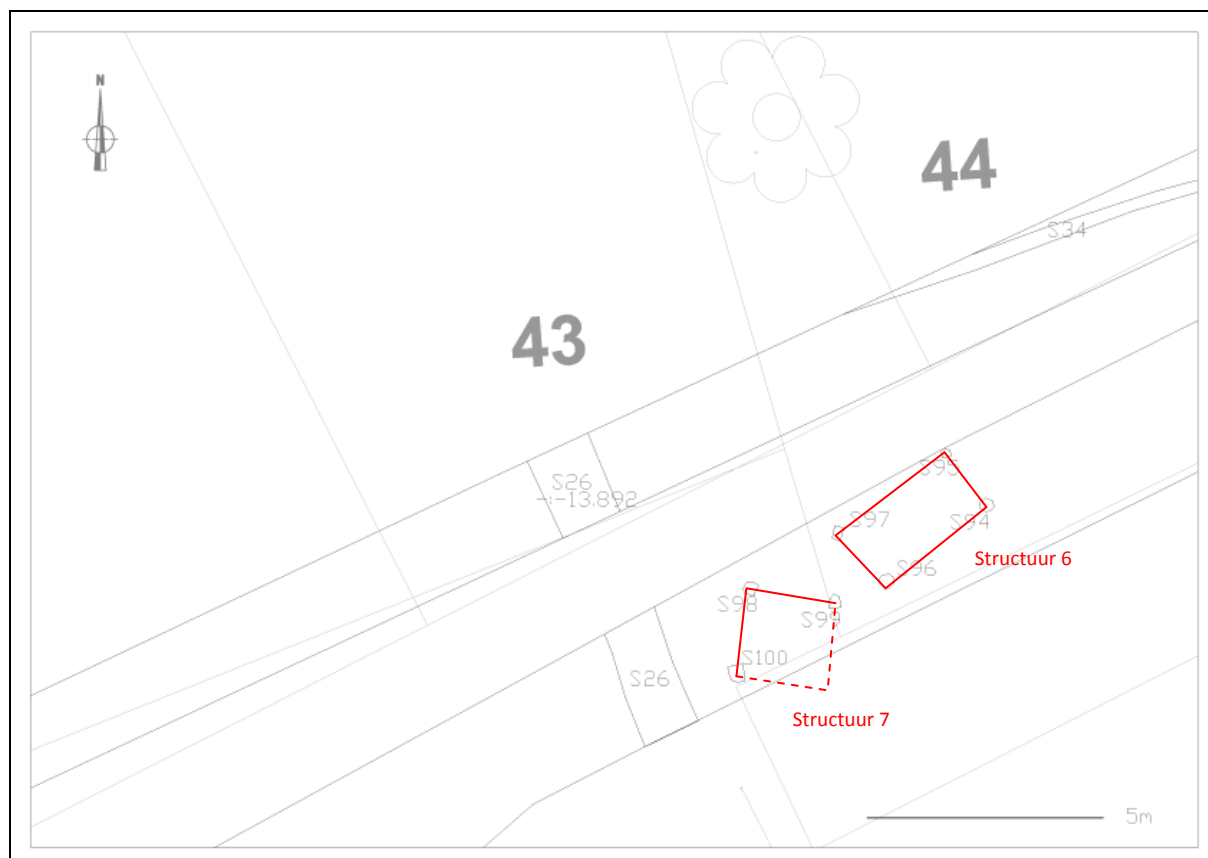 N
44
S34
43
S26
-:-13.892
S95
S97
S94
Structuur 6
S96
S98
S99
S100
S26
Structuur 7
5m